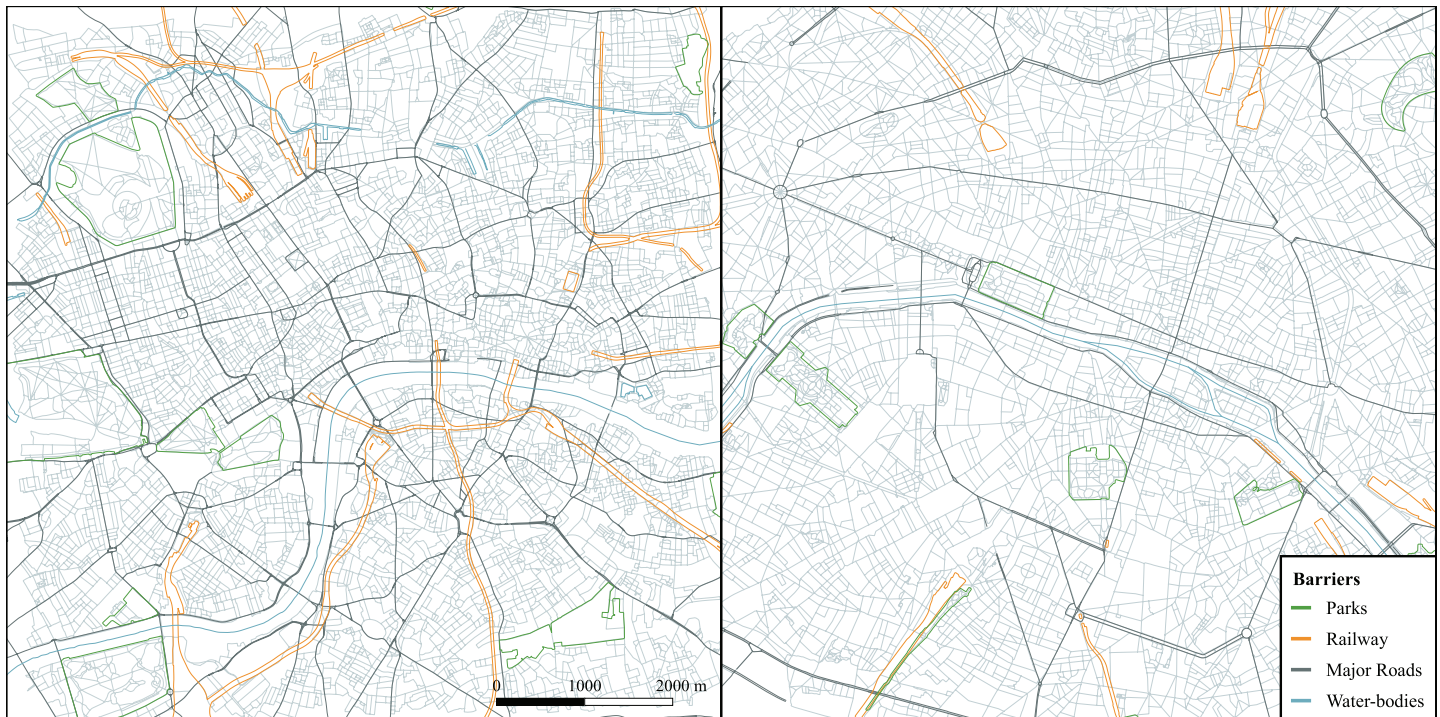 0 1000 2000 m
Barriers
Parks
Railway
Major Roads
Water-bodies